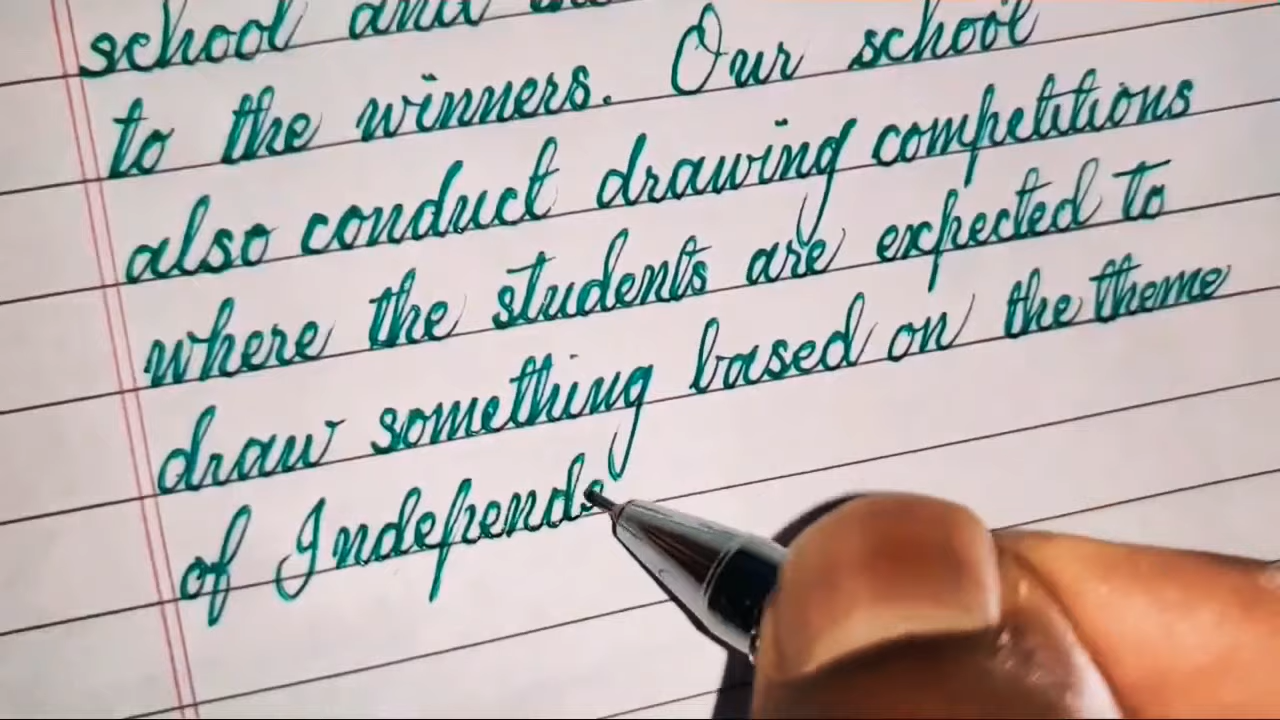 school and
to the winners. Our school
also conduct drawing competitions
where the students are expected to
draw something based on the theme
of Independe